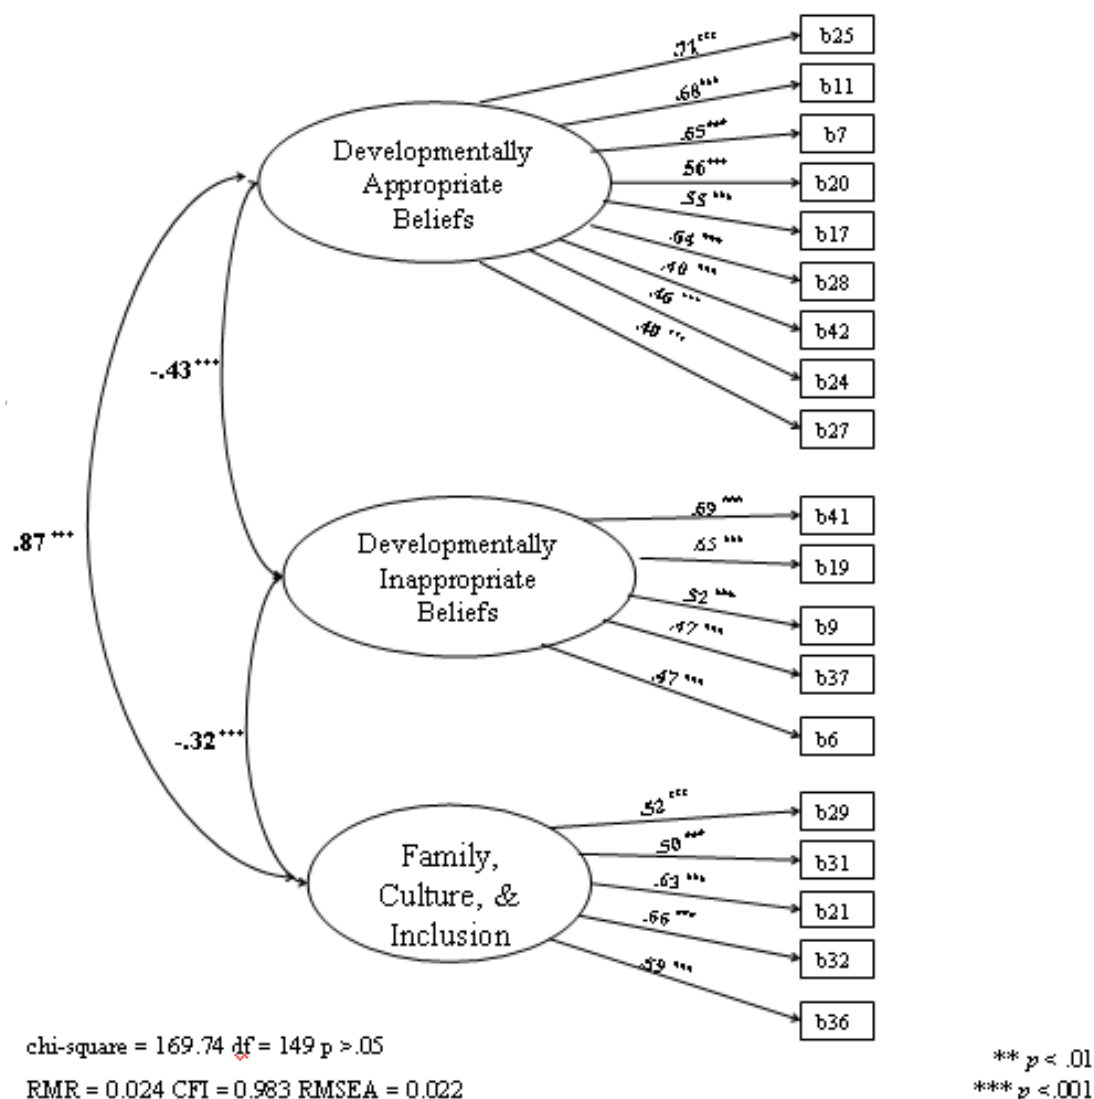 .71***
b25
.68***
b11
.65***
b7
Developmentally
Appropriate
Beliefs
.56***
b20
.55 ***
b17
.64 ***
b28
***
b42
.46 ***
b24
***
b27
-.43***
.87 ***
Developmentally
Inappropriate
Beliefs
.69 ***
b41
.65 ***
b19
.52 ***
b9
.47 ***
b37
.47 ***
b6
-.32***
Family,
Culture, &
Inclusion
.52 ***
b29
.50 ***
b31
.63 ***
b21
.66 ***
b32
.59 ***
b36
chi-square = 169.74 df = 149 p >.05
RMR = 0.024 CFI = 0.983 RMSEA = 0.022
** p < .01
*** p <.001